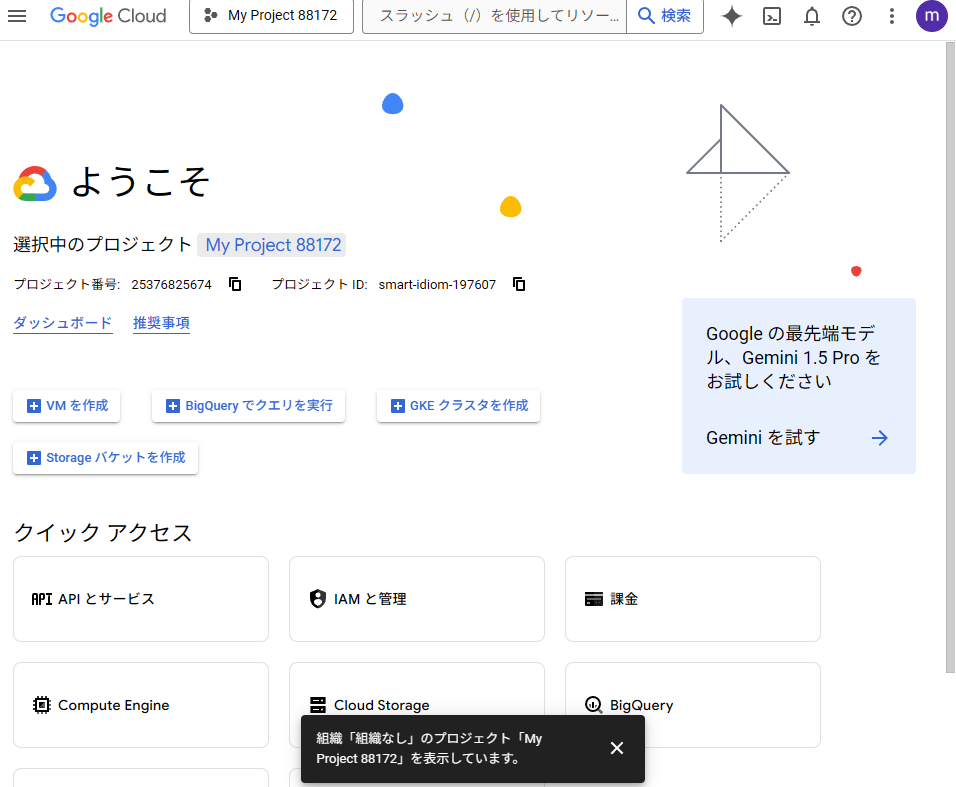 Google Cloud
My Project 88172
スラッシュ（/）を使用してリソー...
検索
m
ようこそ
選択中のプロジェクト My Project 88172
プロジェクト番号: 25376825674 プロジェクト ID: smart-idiom-197607
ダッシュボード 推奨事項
Google の最先端モデ
ル、Gemini 1.5 Pro を
お試しください
Gemini を試す
VM を作成
BigQuery でクエリを実行
GKE クラスタを作成
Storage バケットを作成
クイック アクセス
API API とサービス
IAM と管理
課金
Compute Engine
Cloud Storage
BigQuery
組織「組織なし」のプロジェクト「My
Project 88172」を表示しています。